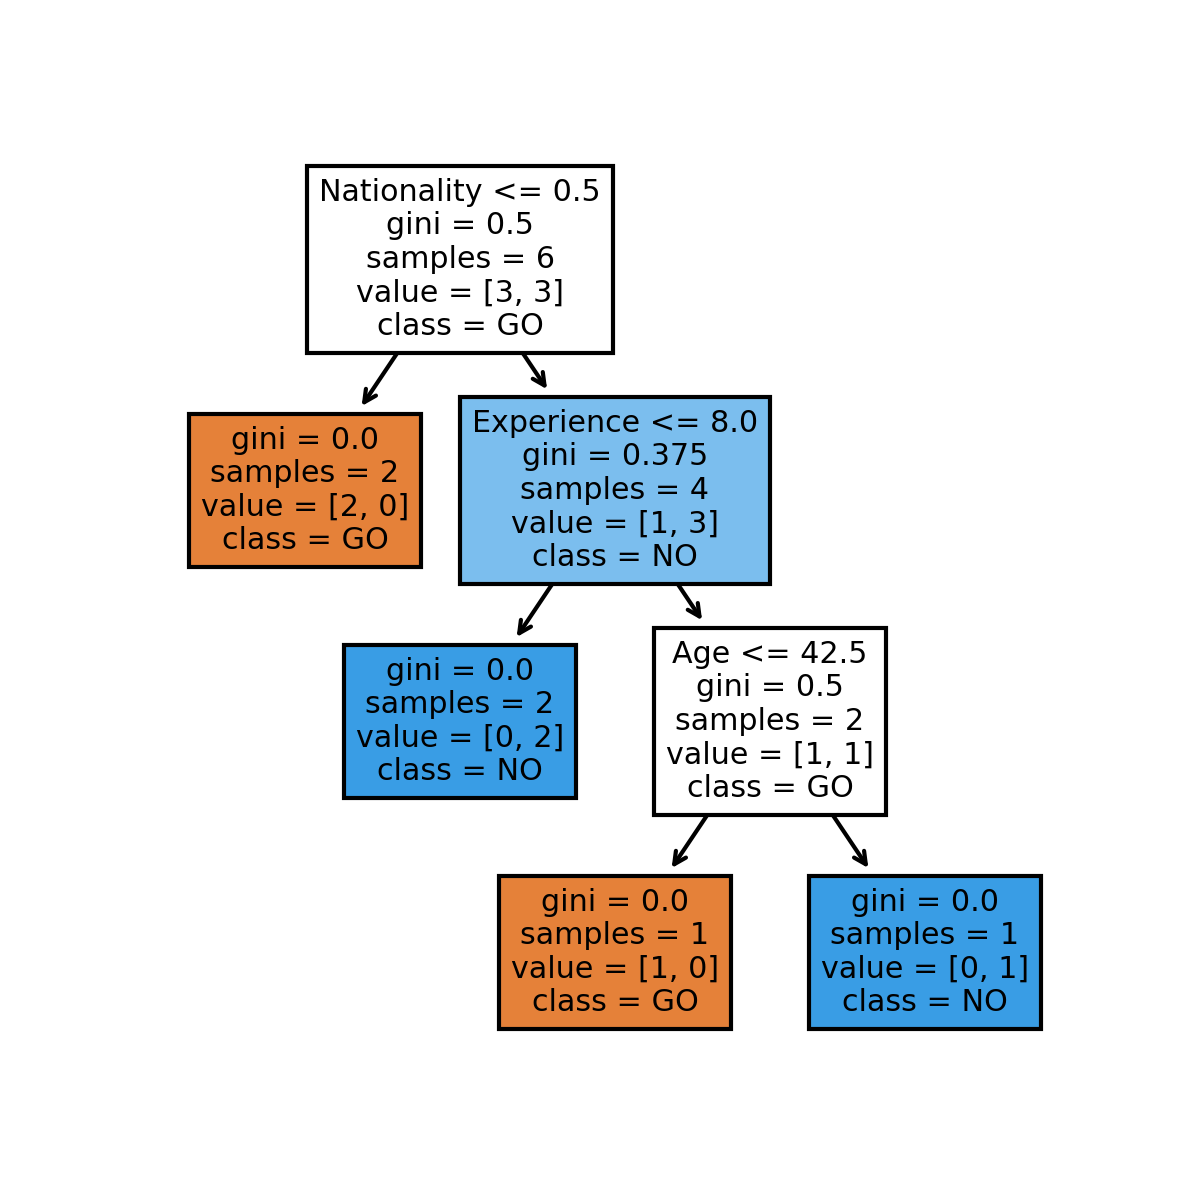 Nationality <= 0.5
gini = 0.5
samples = 6
value = [3, 3]
class = GO
gini = 0.0
samples = 2
value = [2, 0]
class = GO
Experience <= 8.0
gini = 0.375
samples = 4
value = [1, 3]
class = NO
gini = 0.0
samples = 2
value = [0, 2]
class = NO
Age <= 42.5
gini = 0.5
samples = 2
value = [1, 1]
class = GO
gini = 0.0
samples = 1
value = [1, 0]
class = GO
gini = 0.0
samples = 1
value = [0, 1]
class = NO